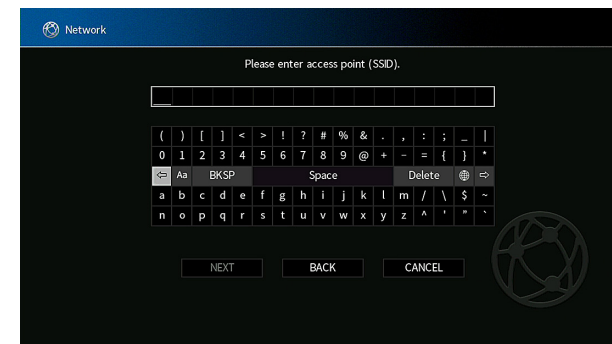 Network
Please enter access point (SSID).
( ) [ ] < > ! ? # % & . , : ; _ |
0 1 2 3 4 5 6 7 8 9 @ + - = { } *
⇦ Aa BKSP Space Delete 🌐 ⇨
a b c d e f g h i j k l m / \ $ ~
n o p q r s t u v w x y z ^ ' " `
NEXT BACK CANCEL